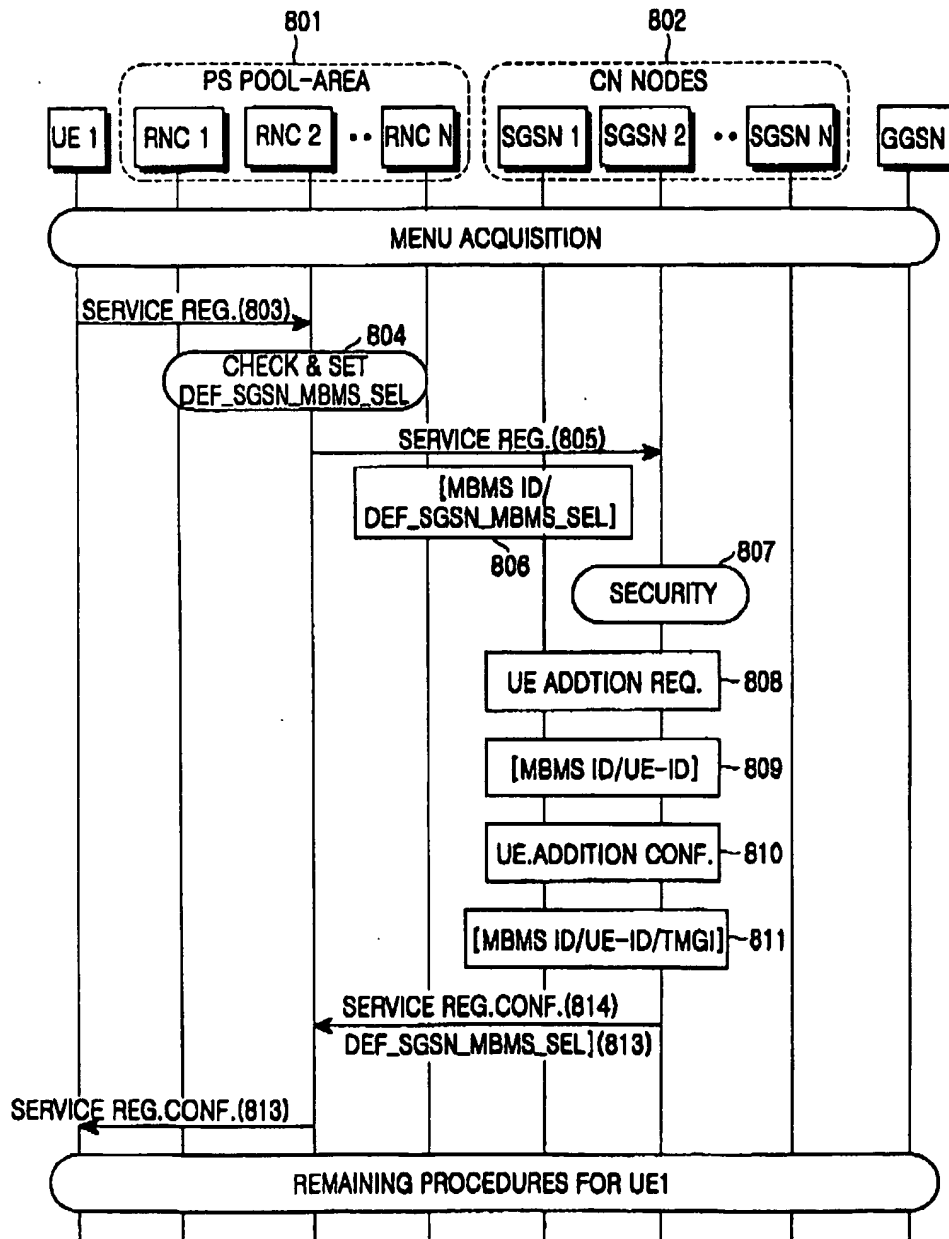 801
802
PS POOL-AREA
CN NODES
UE 1
RNC 1
RNC 2
••
RNC N
SGSN 1
SGSN 2
••
SGSN N
GGSN
MENU ACQUISITION
SERVICE REG.(803)
804
CHECK & SET
DEF_SGSN_MBMS_SEL
SERVICE REG.(805)
[MBMS ID/
DEF_SGSN_MBMS_SEL]
806
807
SECURITY
UE ADDTION REQ.
808
[MBMS ID/UE-ID]
809
UE.ADDITION CONF.
810
[MBMS ID/UE-ID/TMGI]
811
SERVICE REG.CONF.(814)
DEF_SGSN_MBMS_SEL](813)
SERVICE REG.CONF.(813)
REMAINING PROCEDURES FOR UE1